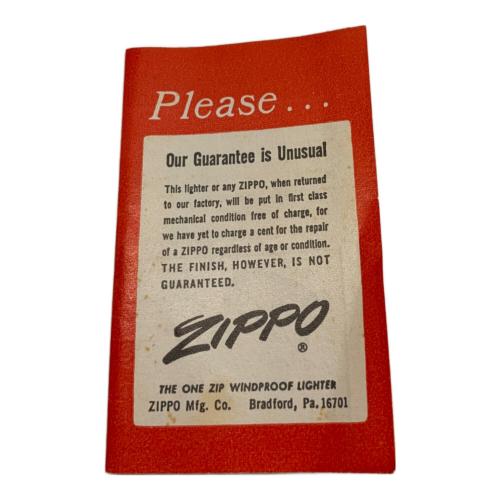 Please...
Our Guarantee is Unusual
This lighter or any ZIPPO, when returned
to our factory, will be put in first class
mechanical condition free of charge, for
we have yet to charge a cent for the repair
of a ZIPPO regardless of age or condition.
THE FINISH, HOWEVER, IS NOT
GUARANTEED.
ZIPPO ®
THE ONE ZIP WINDPROOF LIGHTER
ZIPPO Mfg. Co. Bradford, Pa. 16701